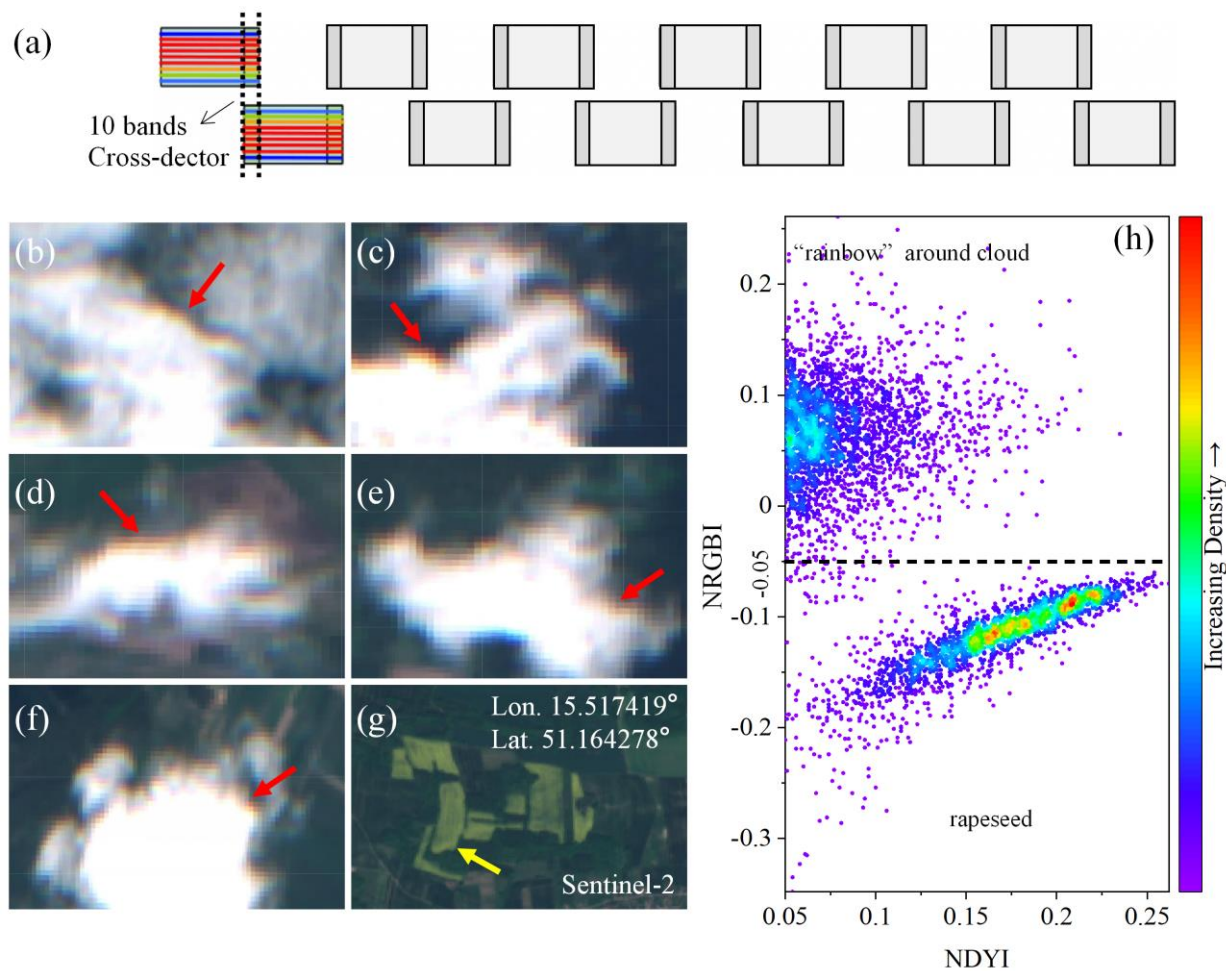 (a)
10 bands
Cross-dector
(b)
(c)
(d)
(e)
(f)
(g)
Lon. 15.517419°
Lat. 51.164278°
Sentinel-2
(h)
“rainbow” around cloud
rapeseed
0.2
0.1
0
-0.05
-0.1
-0.2
-0.3
NRGBI
0.05
0.1
0.15
0.2
0.25
NDYI
Increasing Density →